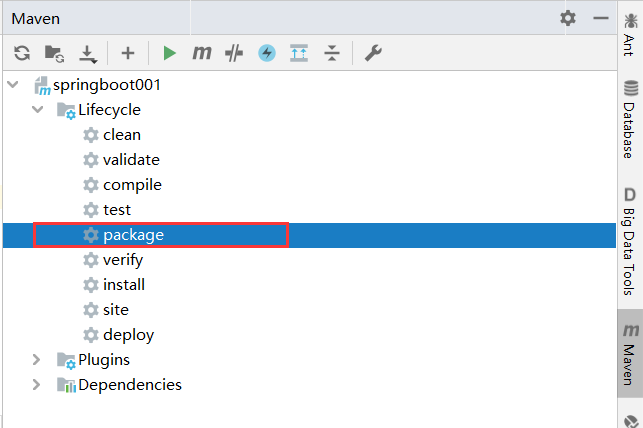 Maven
springboot001
Lifecycle
clean
validate
compile
test
package
verify
install
site
deploy
Plugins
Dependencies
Ant
Database
D
Big Data Tools
m
Maven